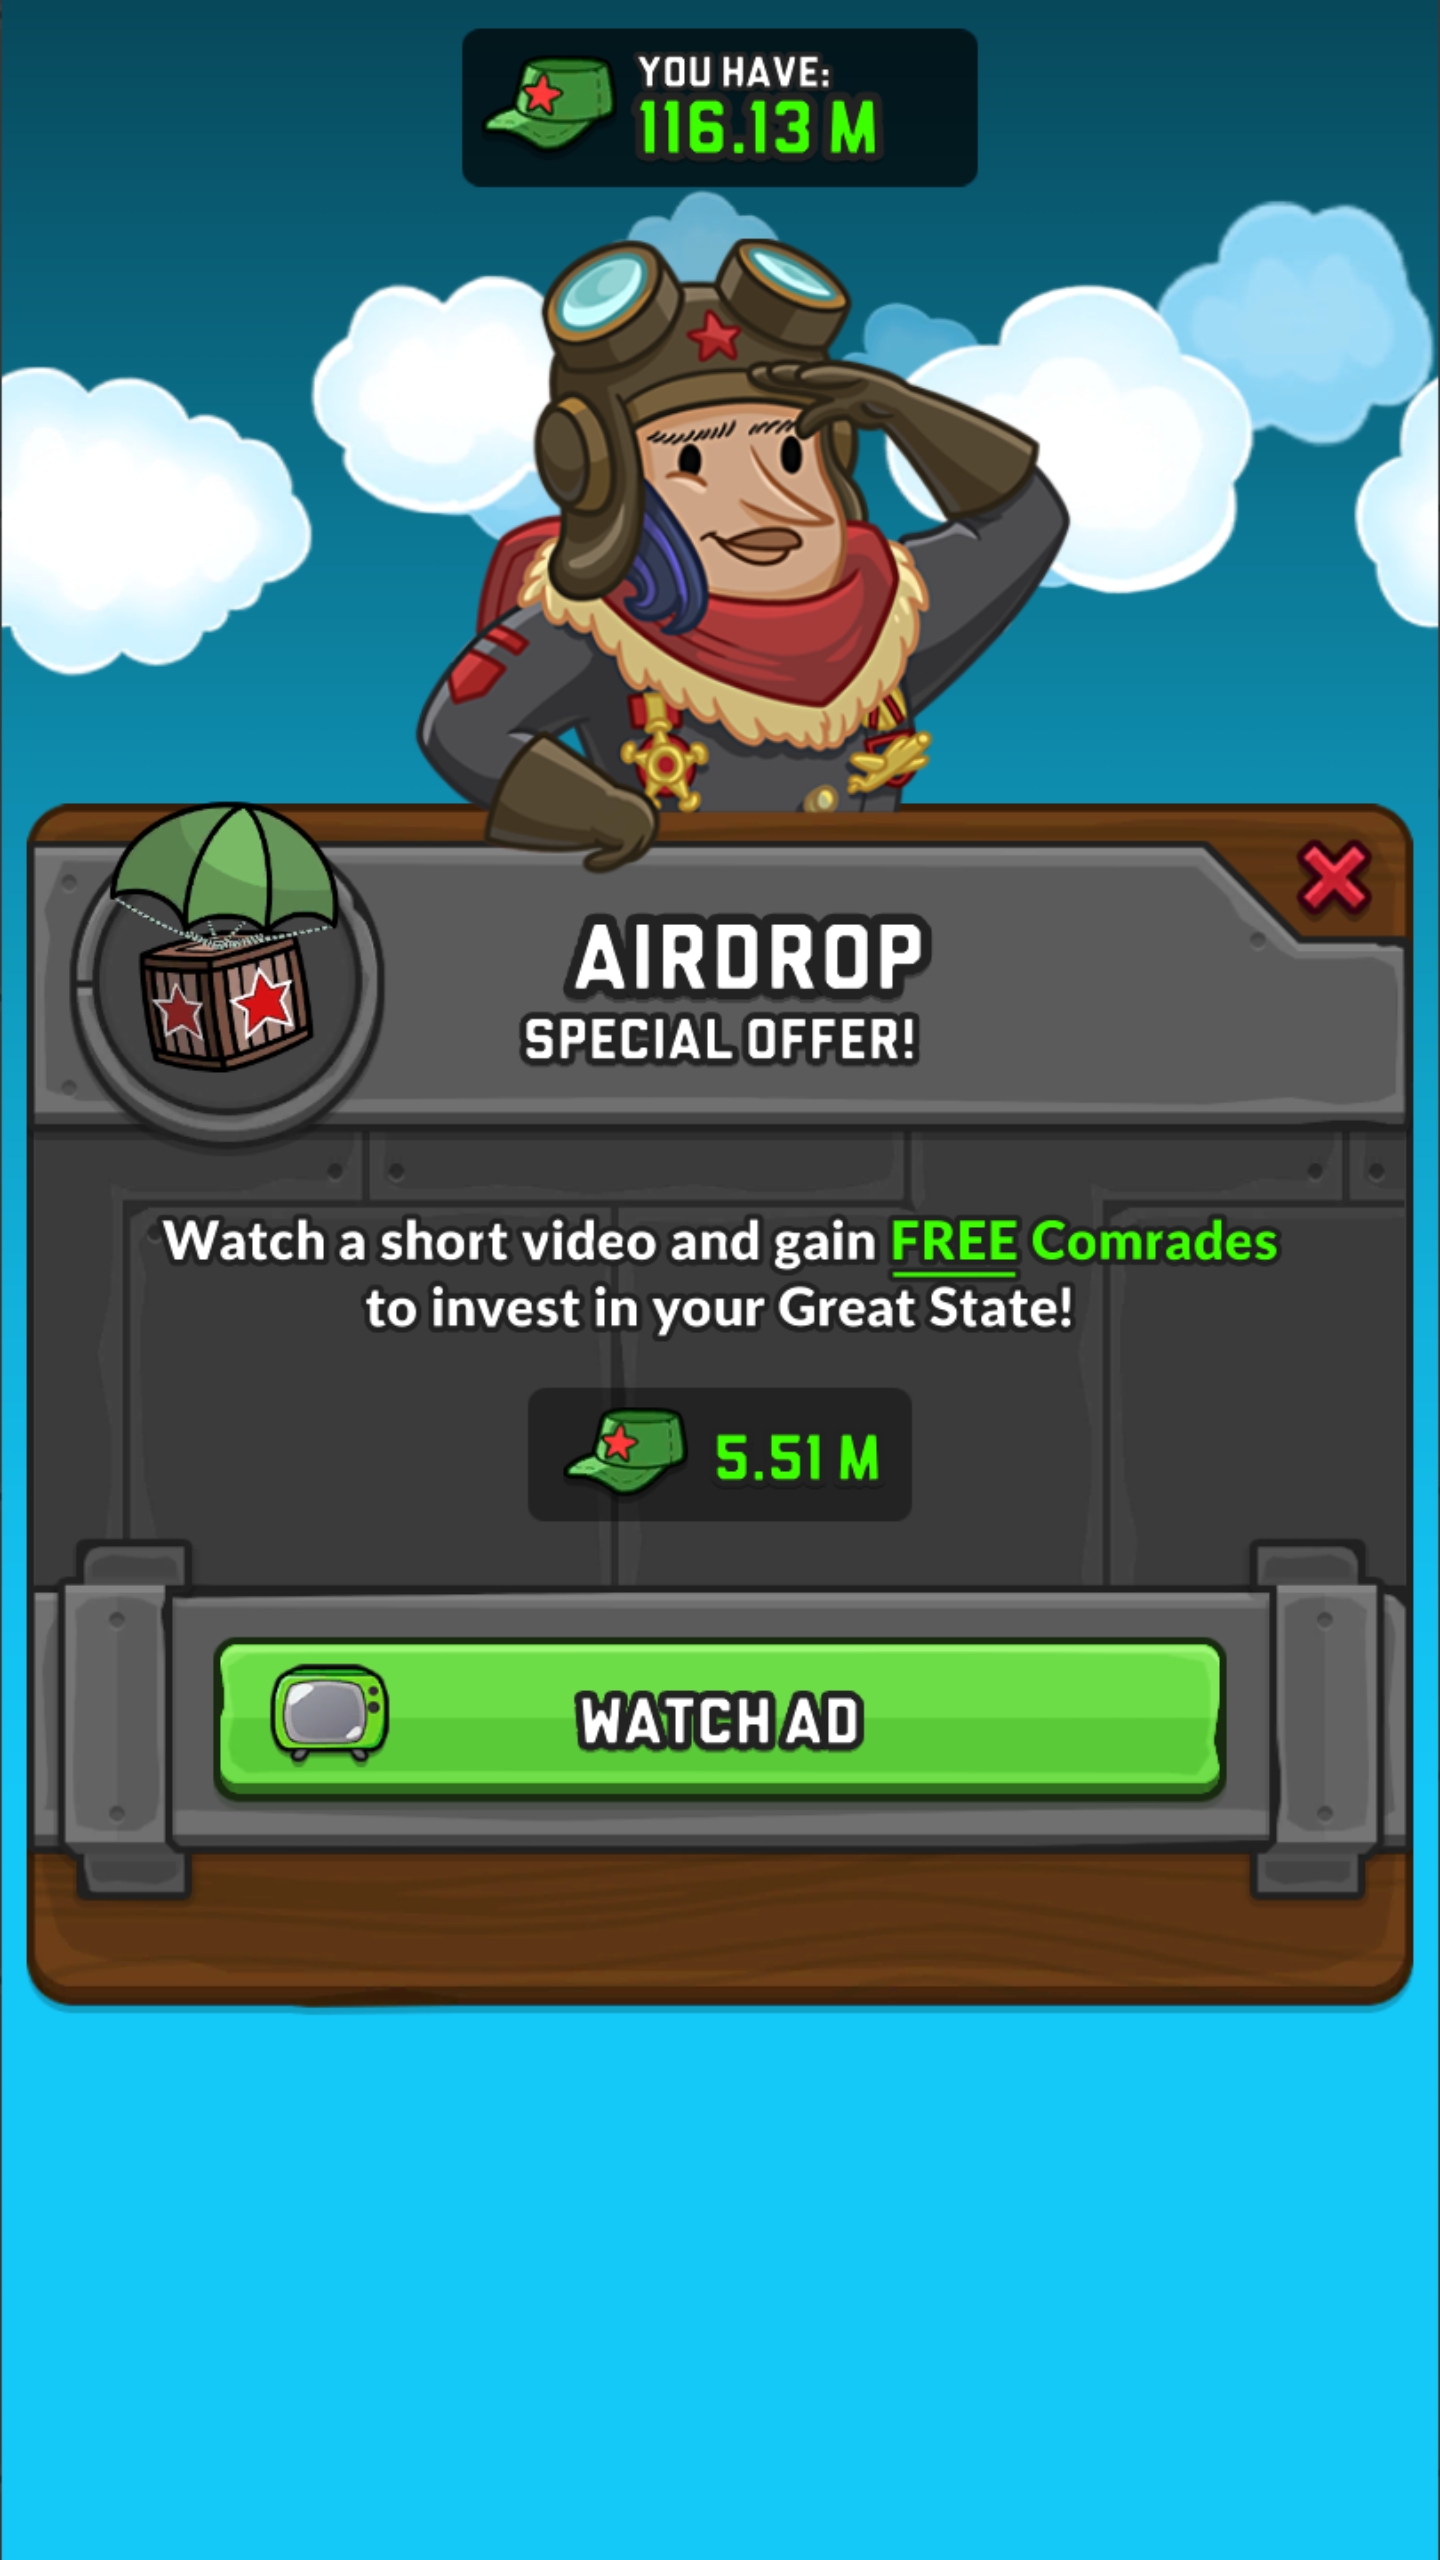 YOU HAVE:
116.13 M
AIRDROP
SPECIAL OFFER!
Watch a short video and gain FREE Comrades
to invest in your Great State!
5.51 M
WATCH AD